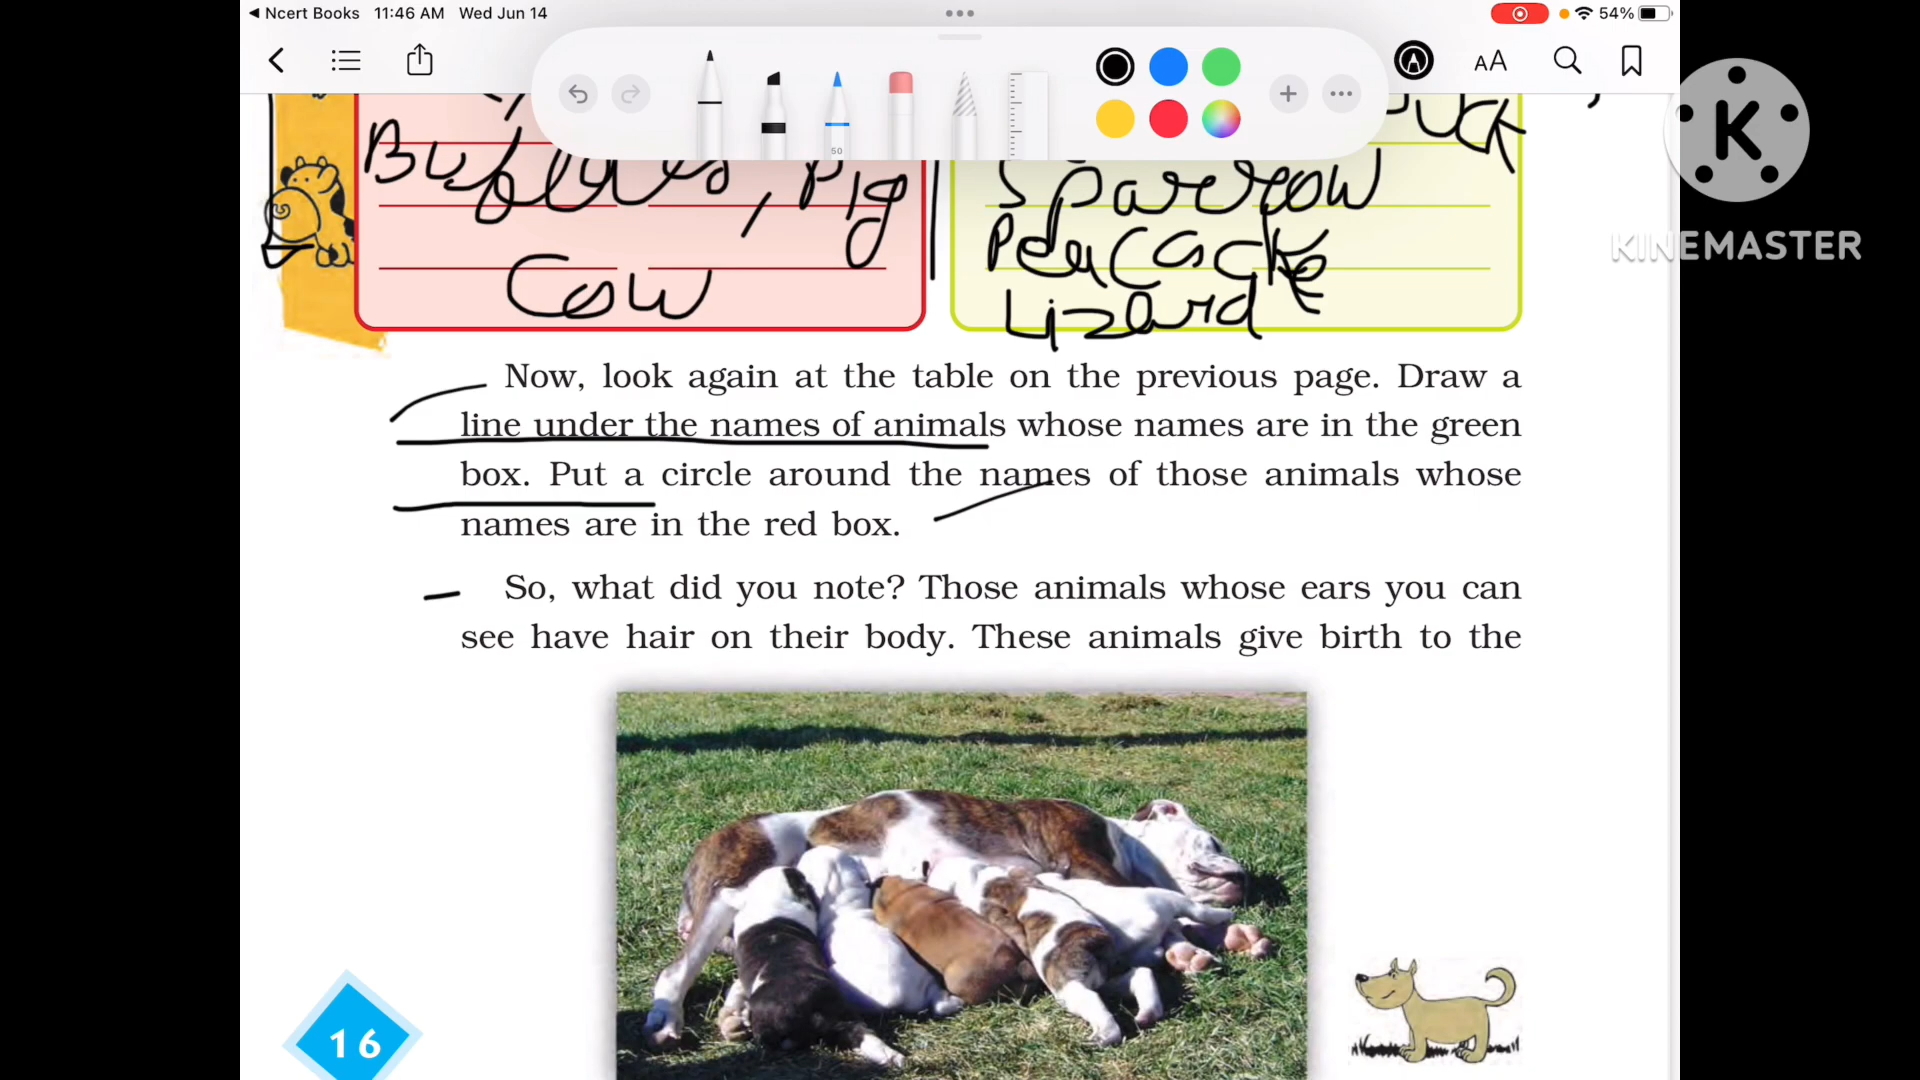 Ncert Books 11:46 AM Wed Jun 14
54%
AA
50
K
KINEMASTER
Pig
Sparrow
Cow
Lizard
Now, look again at the table on the previous page. Draw a
line under the names of animals whose names are in the green
box. Put a circle around the names of those animals whose
names are in the red box.
So, what did you note? Those animals whose ears you can
see have hair on their body. These animals give birth to the
16